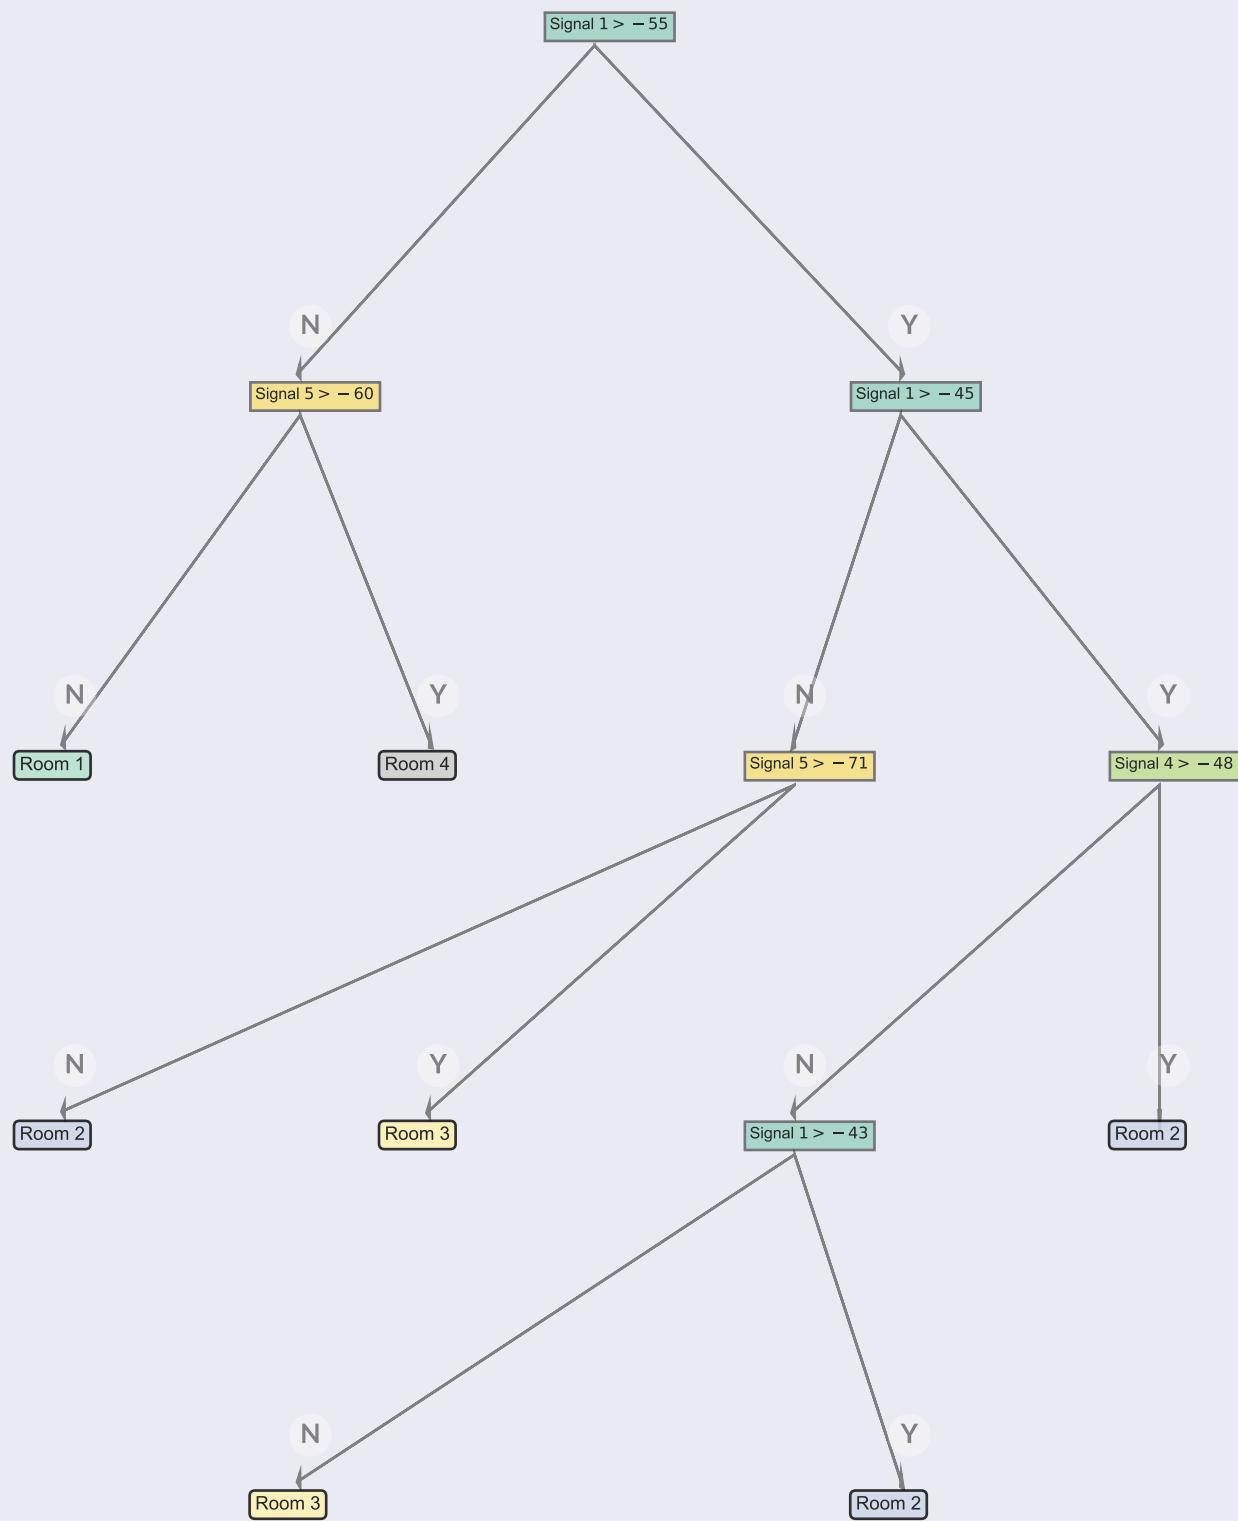 Signal 1 > −55
N
Y
Signal 5 > −60
Signal 1 > −45
N
Y
N
Y
Room 1
Room 4
Signal 5 > −71
Signal 4 > −48
N
Y
N
Y
Room 2
Room 3
Signal 1 > −43
Room 2
N
Y
Room 3
Room 2